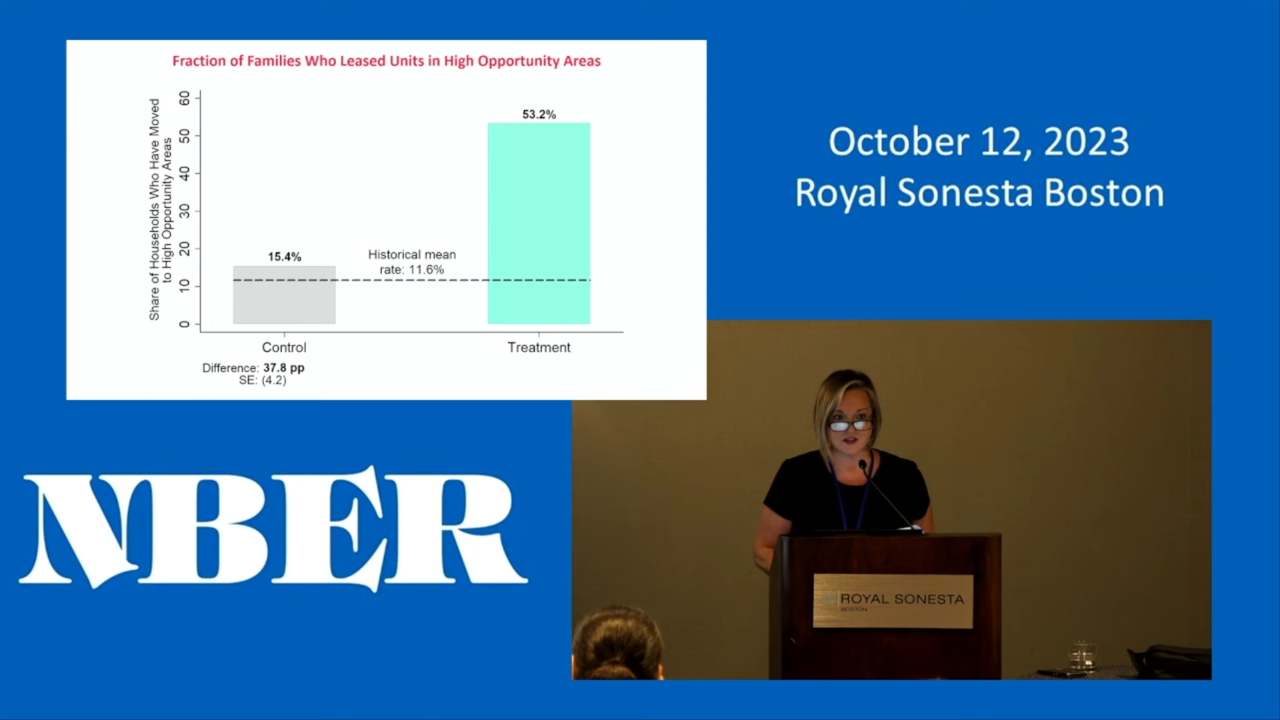 Fraction of Families Who Leased Units in High Opportunity Areas
Share of Households Who Have Moved
to High Opportunity Areas
60
50
40
30
20
10
0
53.2%
15.4%
Historical mean
rate: 11.6%
Control
Treatment
Difference: 37.8 pp
SE: (4.2)
October 12, 2023
Royal Sonesta Boston
NBER
ROYAL SONESTA
BOSTON